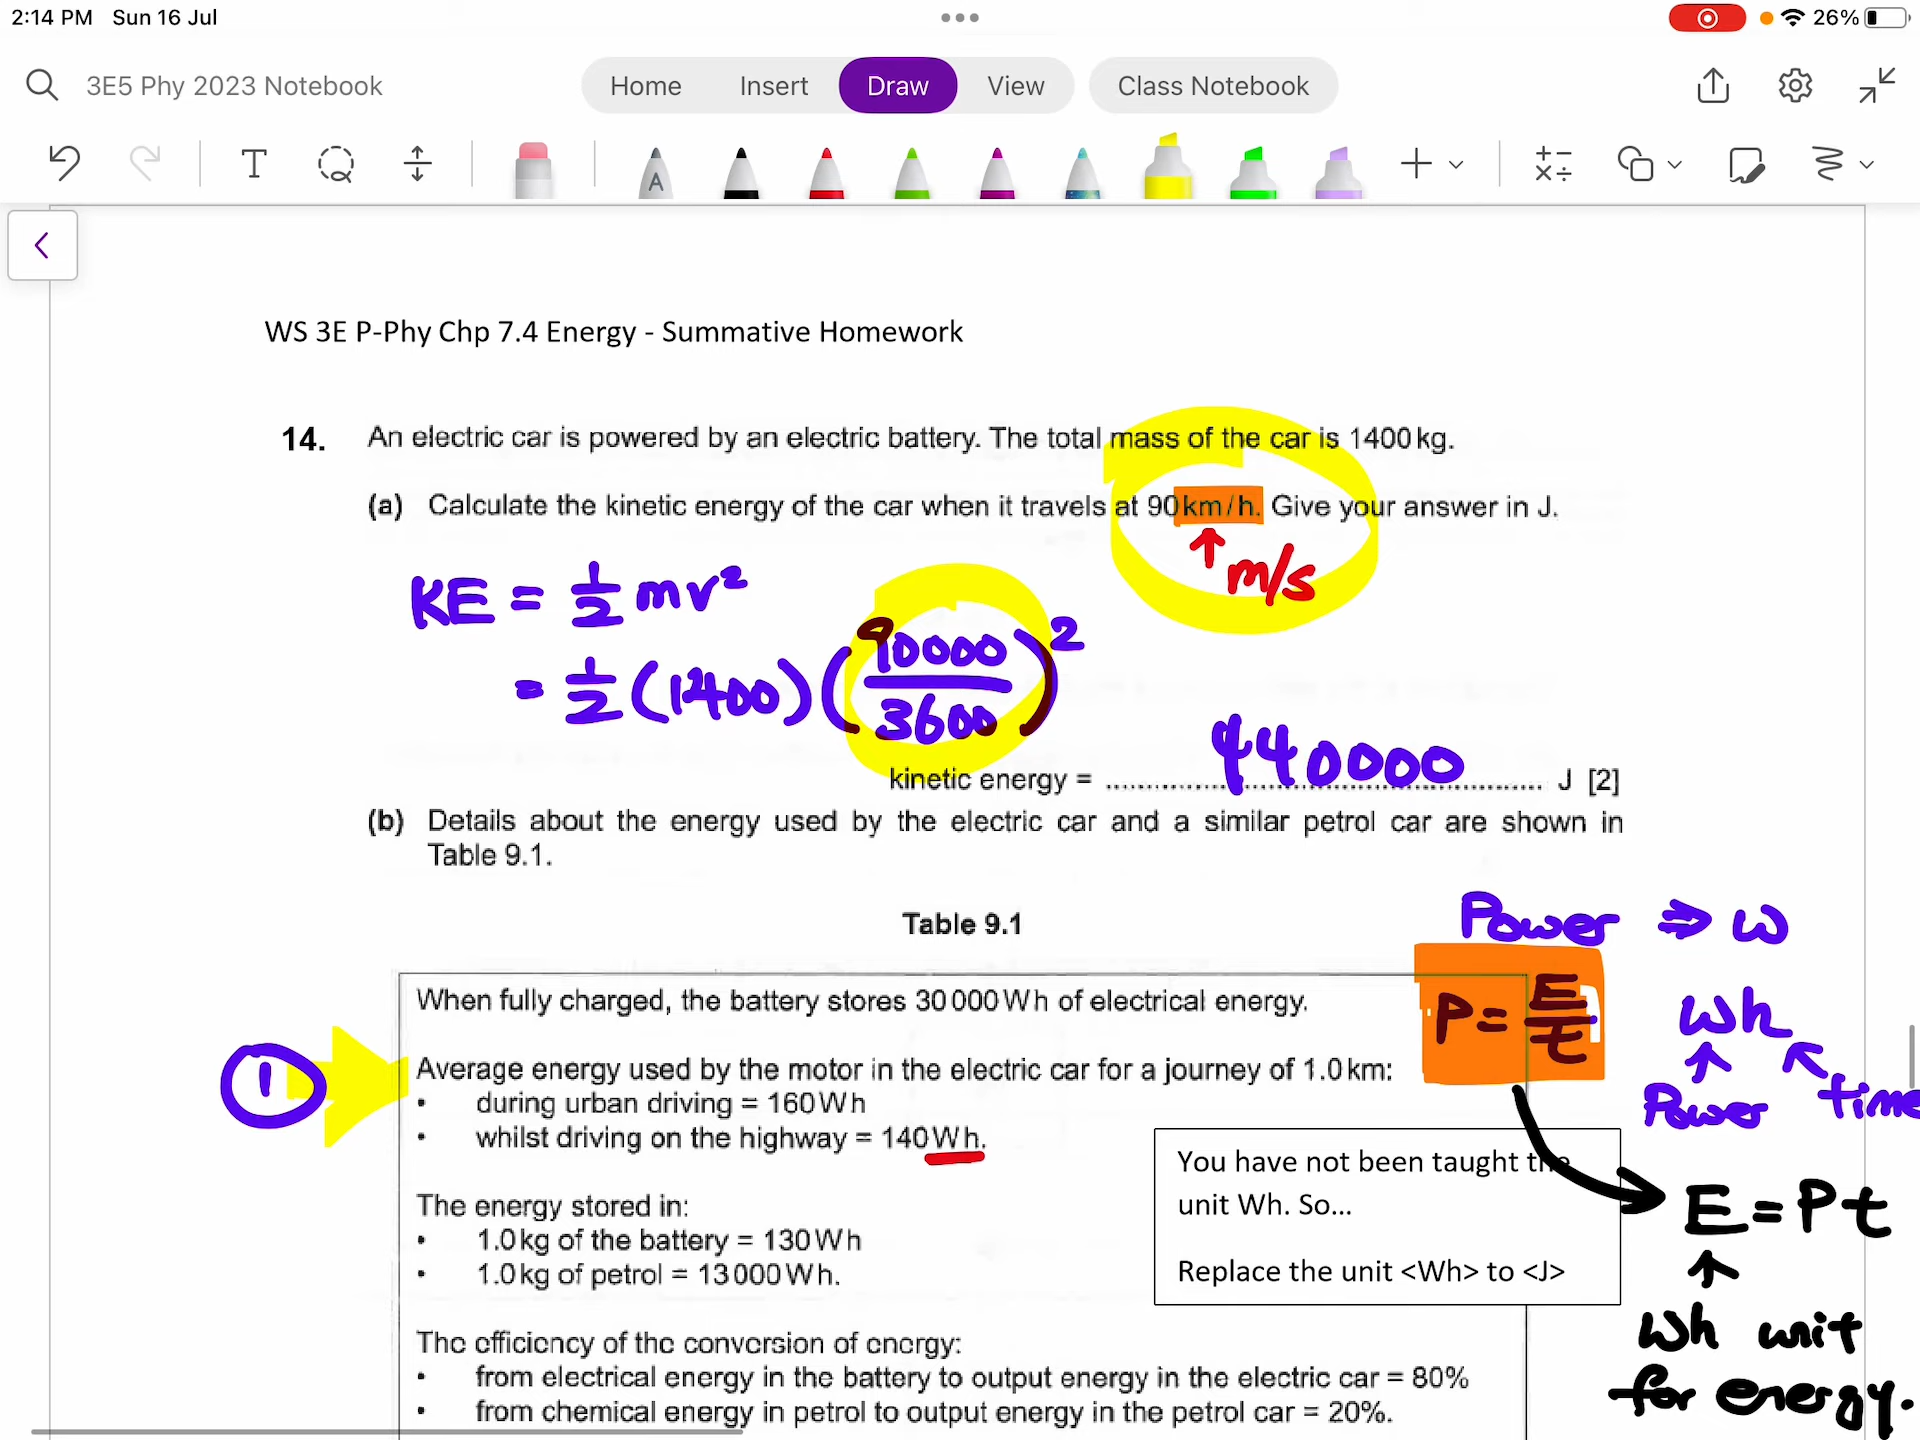 2:14 PM Sun 16 Jul
26%
3E5 Phy 2023 Notebook
Home Insert Draw View Class Notebook
T
A
WS 3E P-Phy Chp 7.4 Energy - Summative Homework
14. An electric car is powered by an electric battery. The total mass of the car is 1400 kg.
(a) Calculate the kinetic energy of the car when it travels at 90 km/h. Give your answer in J.
↑ m/s
KE = 1/2 mv²
= 1/2 (1400) (90000/3600)²
kinetic energy = 440000 J [2]
(b) Details about the energy used by the electric car and a similar petrol car are shown in
Table 9.1.
Table 9.1
Power ⇒ W
When fully charged, the battery stores 30 000 Wh of electrical energy.
P = E/t
Wh
Power time
1
Average energy used by the motor in the electric car for a journey of 1.0 km:
• during urban driving = 160 Wh
• whilst driving on the highway = 140 Wh.
You have not been taught the
unit Wh. So...
Replace the unit <Wh> to <J>
E = Pt
Wh unit
for energy.
The energy stored in:
• 1.0 kg of the battery = 130 Wh
• 1.0 kg of petrol = 13 000 Wh.
The efficiency of the conversion of energy:
• from electrical energy in the battery to output energy in the electric car = 80%
• from chemical energy in petrol to output energy in the petrol car = 20%.